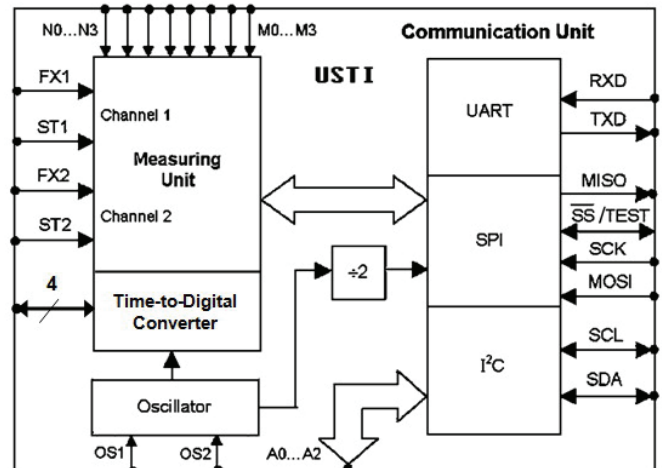 N0...N3
M0...M3
Communication Unit
USTI
FX1
ST1
FX2
ST2
4
Channel 1
Measuring
Unit
Channel 2
Time-to-Digital
Converter
Oscillator
OS1
OS2
A0...A2
÷2
UART
SPI
I²C
RXD
TXD
MISO
S̅S̅/TEST
SCK
MOSI
SCL
SDA